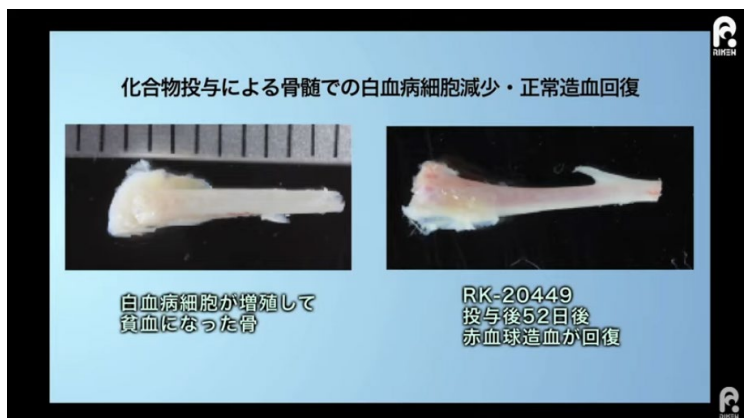 RIKEN
化合物投与による骨髄での白血病細胞減少・正常造血回復
白血病細胞が増殖して
貧血になった骨
RK-20449
投与後52日後
赤血球造血が回復
RIKEN